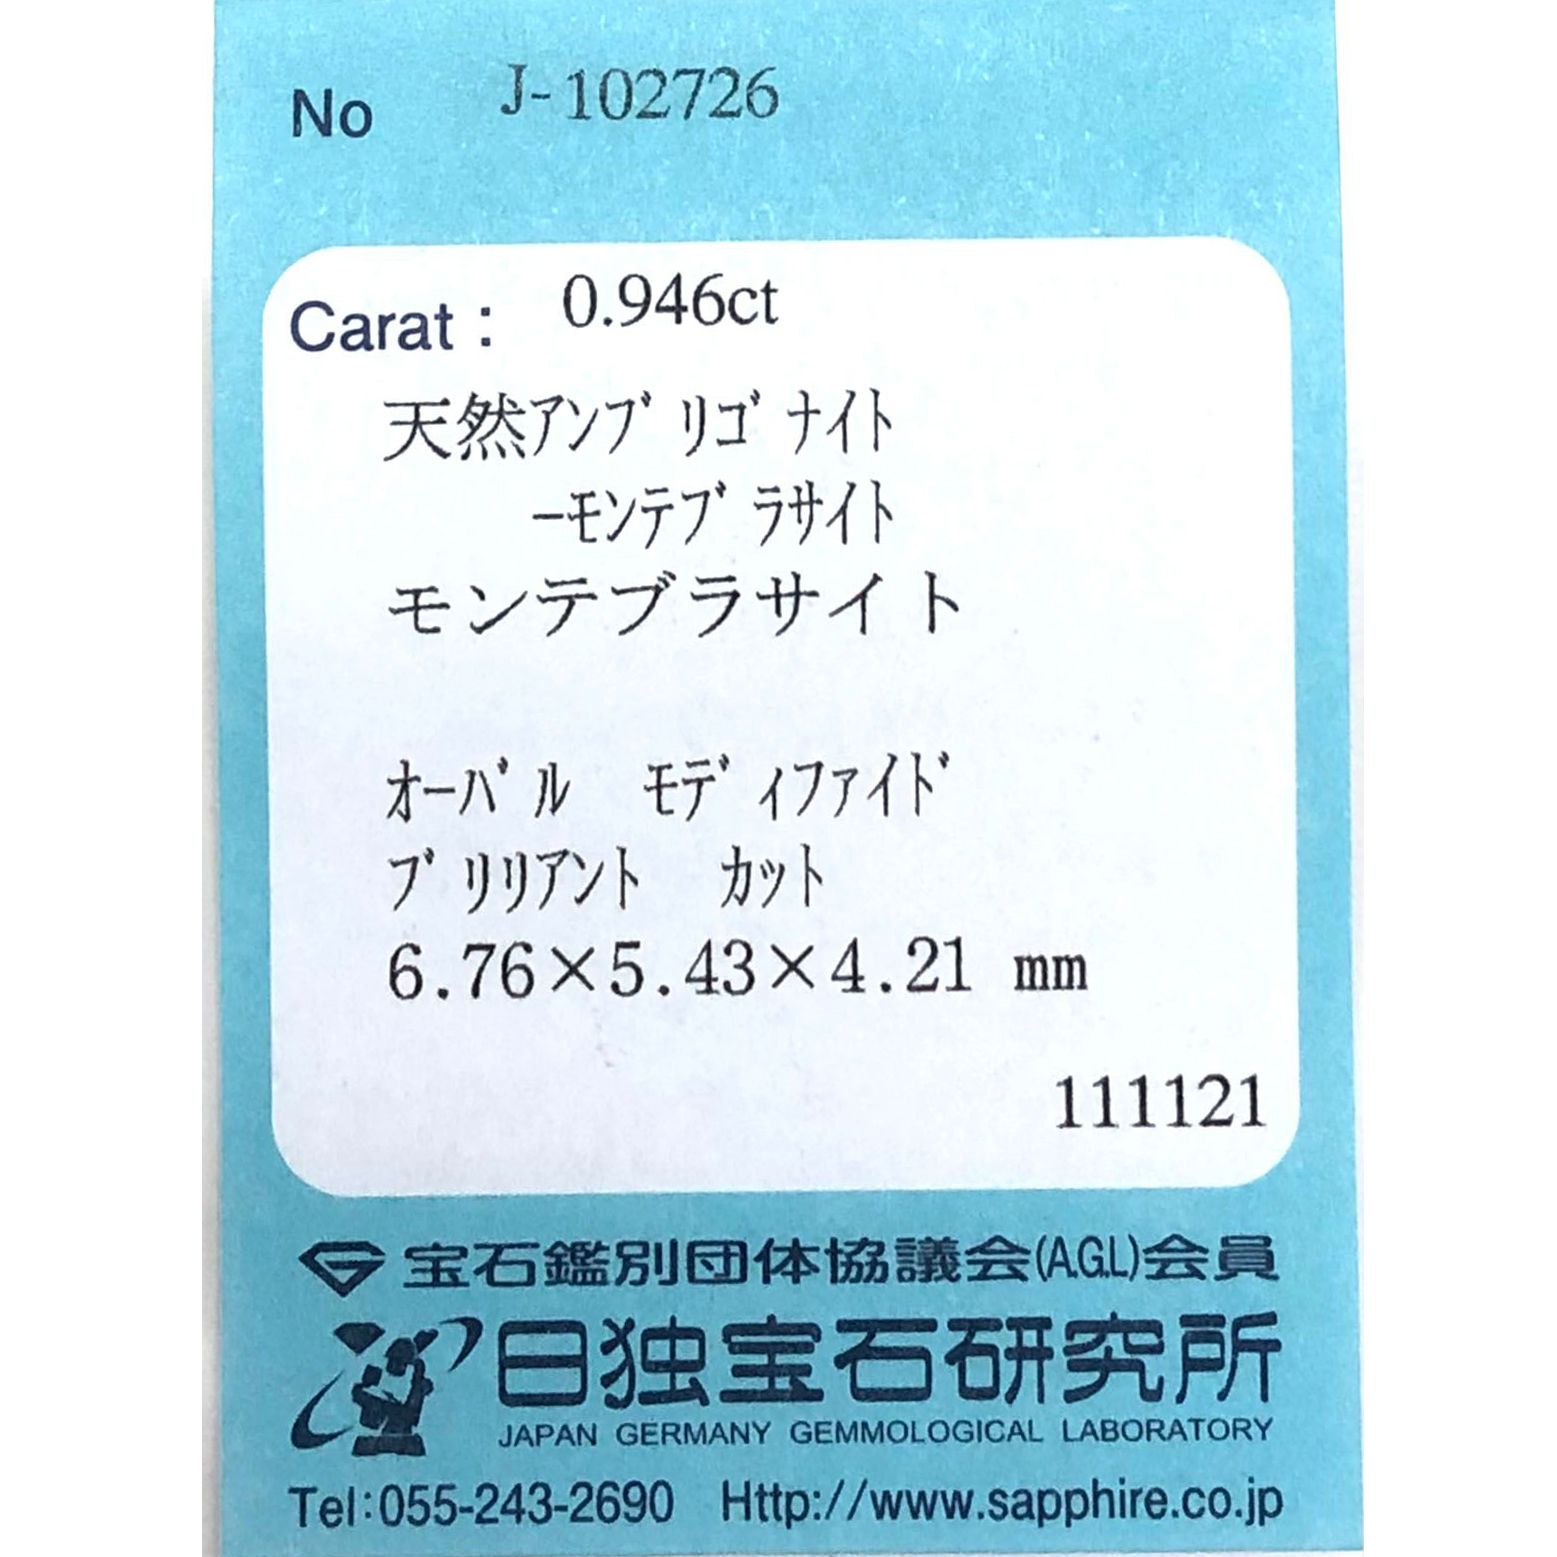 No J-102726
Carat： 0.946ct
天然ｱﾝﾌﾞﾘｺﾞﾅｲﾄ
ｰﾓﾝﾃﾌﾞﾗｻｲﾄ
モンテブラサイト
ｵｰﾊﾞﾙ ﾓﾃﾞｨﾌｧｲﾄﾞ
ﾌﾞﾘﾘｱﾝﾄ ｶｯﾄ
6.76×5.43×4.21 mm
111121
宝石鑑別団体協議会(A.G.L)会員
日独宝石研究所
JAPAN GERMANY GEMMOLOGICAL LABORATORY
Tel:055-243-2690 Http://www.sapphire.co.jp